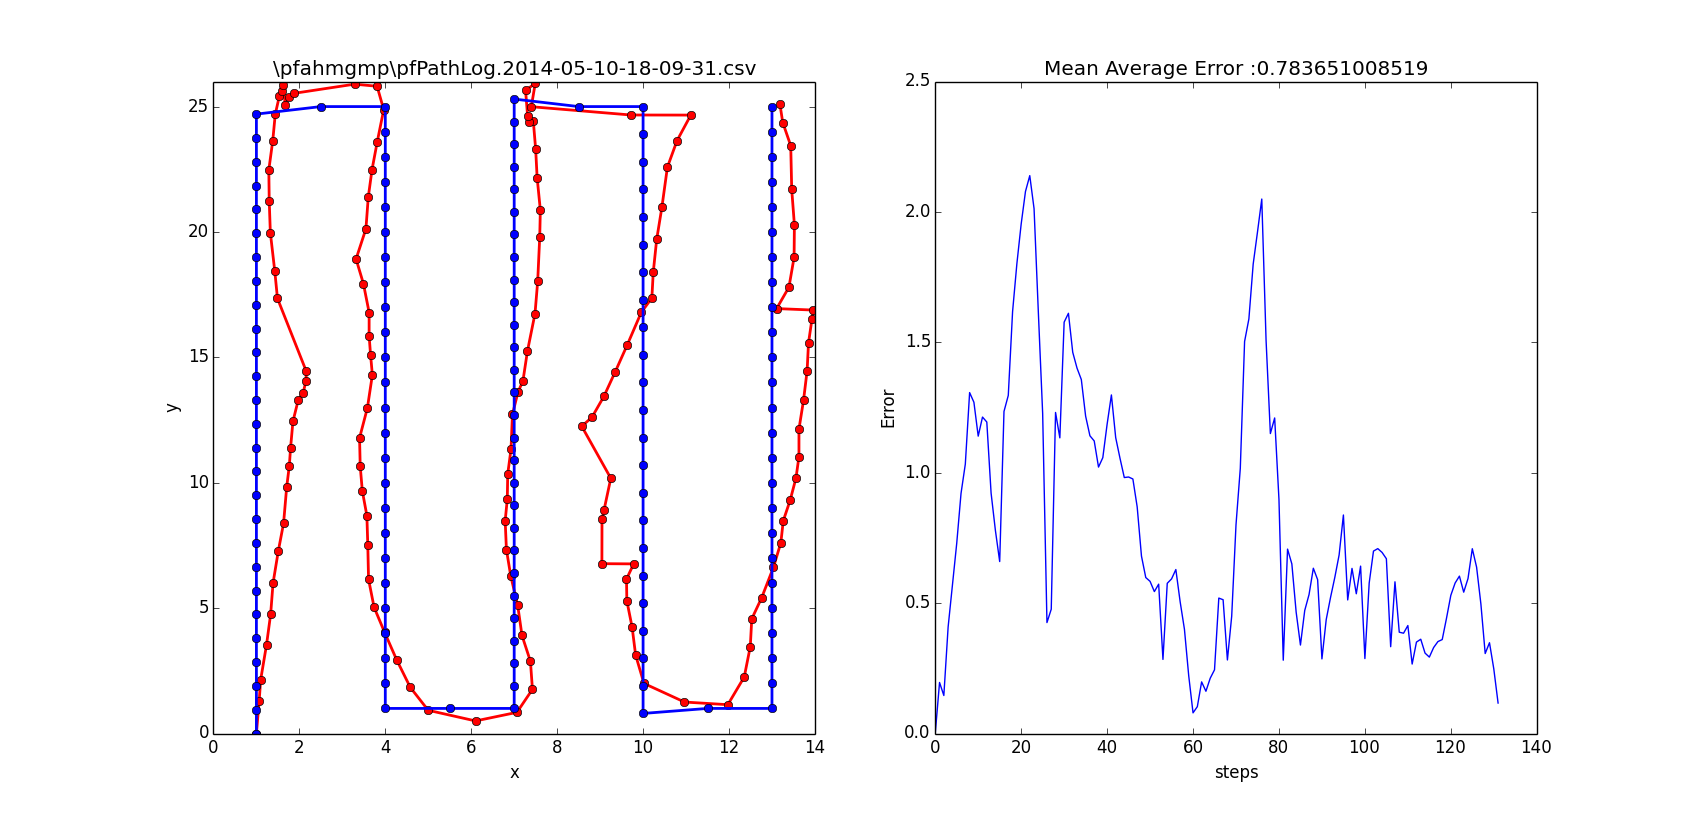 \pfahmgmp\pfPathLog.2014-05-10-18-09-31.csv
25
20
15
10
5
0
y
0 2 4 6 8 10 12 14
x
Mean Average Error :0.783651008519
2.5
2.0
1.5
1.0
0.5
0.0
Error
0 20 40 60 80 100 120 140
steps